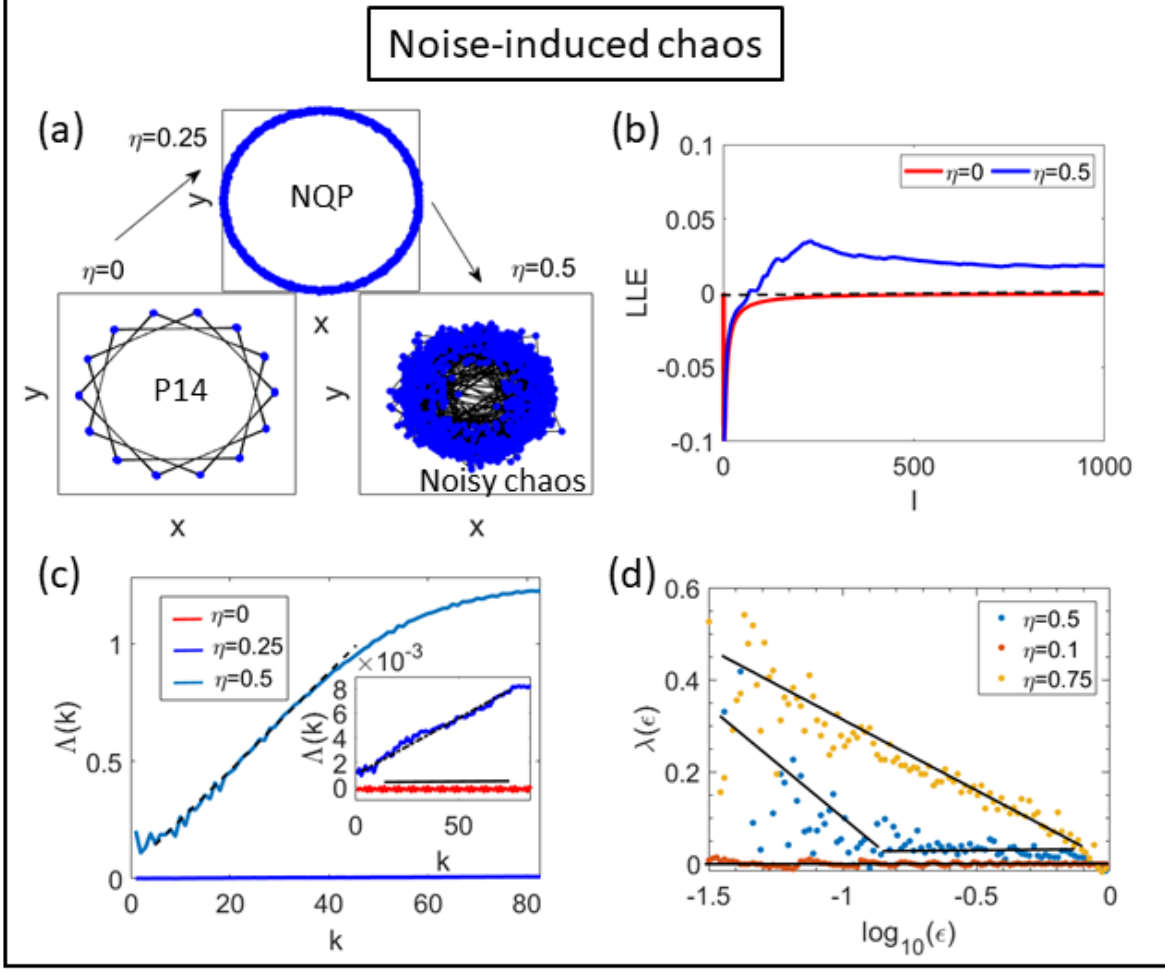 Noise-induced chaos
(a)
η=0.25
y
NQP
x
η=0
η=0.5
y
P14
x
y
Noisy chaos
x
(b)
0.1
0.05
0
-0.05
-0.1
LLE
η=0 η=0.5
0 500 1000
l
(c)
η=0
η=0.25
η=0.5
1
0.5
0
Λ(k)
0 20 40 60 80
k
×10⁻³
8
6
4
2
0
Λ(k)
0 50
k
(d)
0.6
0.4
0.2
0
λ(ϵ)
η=0.5
η=0.1
η=0.75
-1.5 -1 -0.5 0
log₁₀(ϵ)